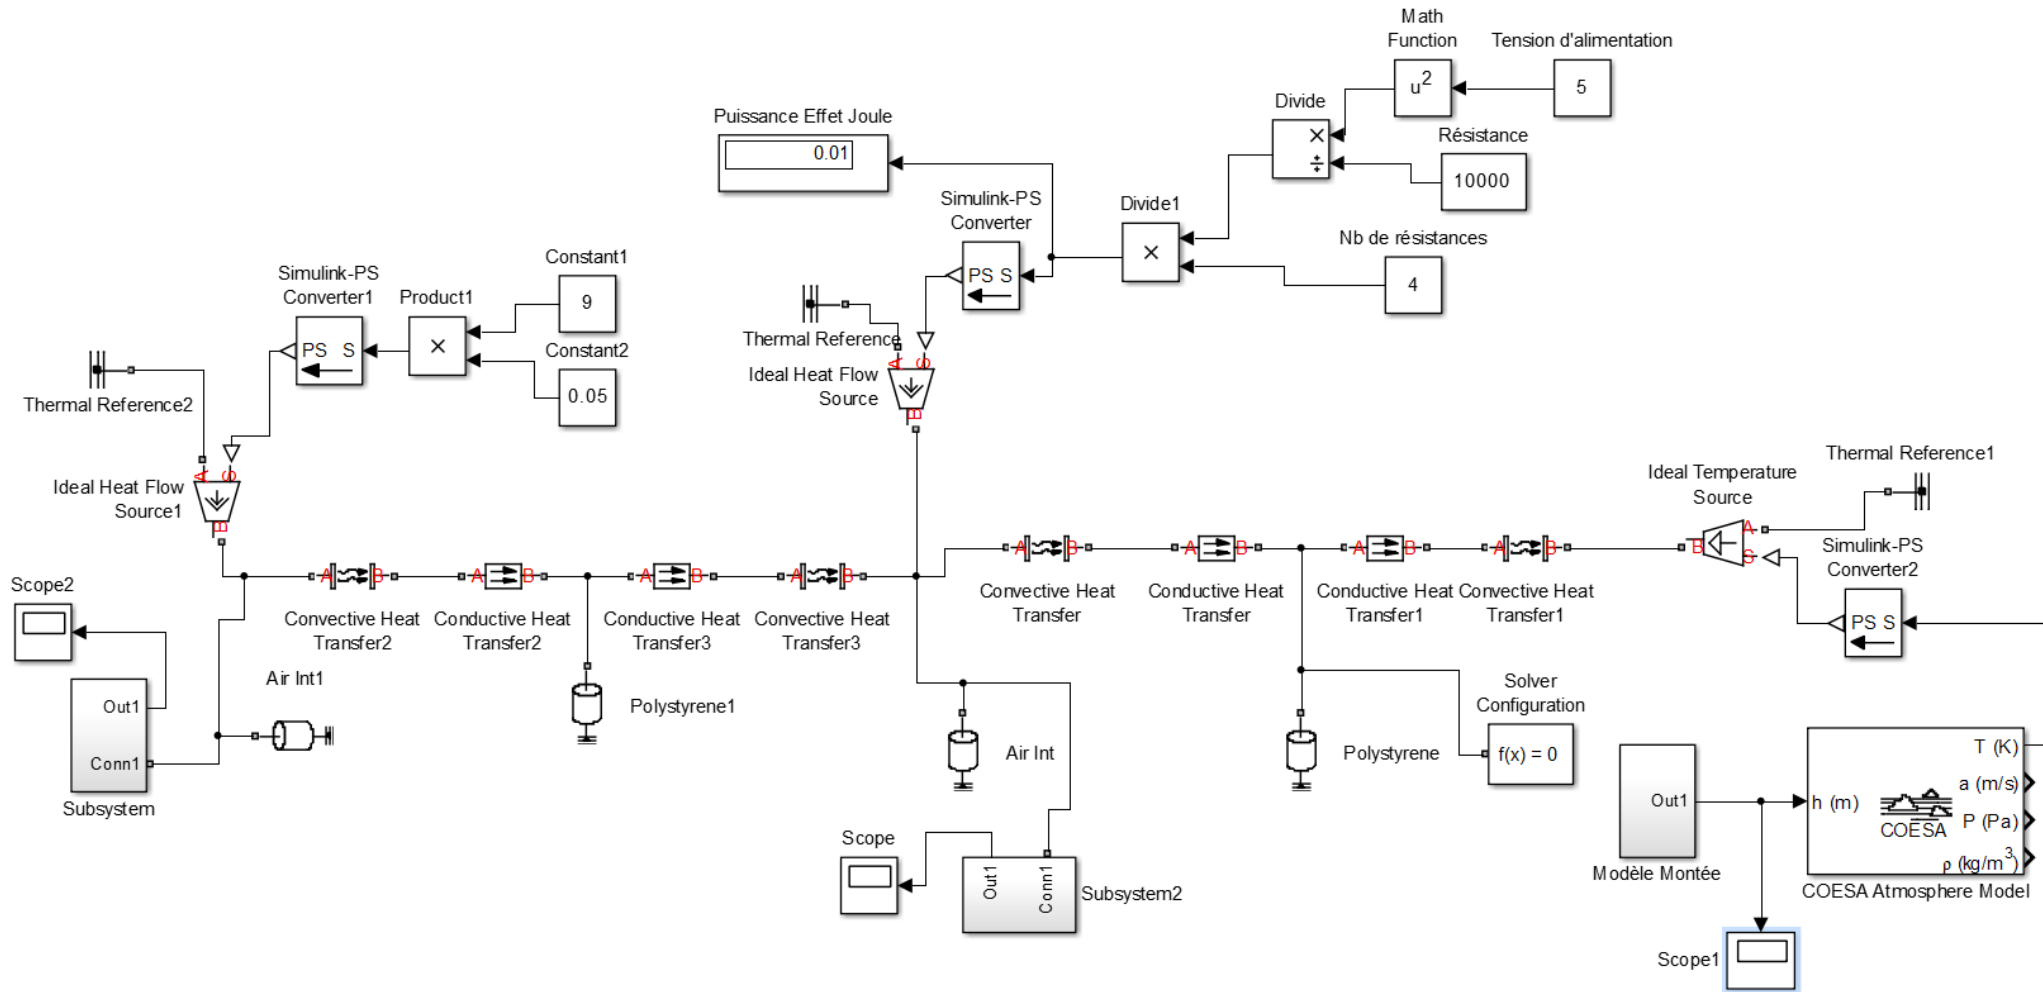 Math
Function
Tension d'alimentation
u2
5
Divide
×
÷
Résistance
10000
Puissance Effet Joule
0.01
Simulink-PS
Converter
PS S
Divide1
×
Nb de résistances
4
Simulink-PS
Converter1
PS S
Product1
×
Constant1
9
Constant2
0.05
Thermal Reference2
A
S
B
Ideal Heat Flow
Source1
Thermal Reference
A
S
B
Ideal Heat Flow
Source
Thermal Reference1
Ideal Temperature
Source
A
B
S
Simulink-PS
Converter2
PS S
A B
Convective Heat
Transfer2
A B
Conductive Heat
Transfer2
A B
Conductive Heat
Transfer3
A B
Convective Heat
Transfer3
A B
Convective Heat
Transfer
A B
Conductive Heat
Transfer
A B
Conductive Heat
Transfer1
A B
Convective Heat
Transfer1
Scope2
Out1
Conn1
Subsystem
Air Int1
Polystyrene1
Air Int
Polystyrene
Solver
Configuration
f(x) = 0
Scope
Out1
Conn1
Subsystem2
Out1
Modèle Montée
h (m)
COESA
T (K)
a (m/s)
P (Pa)
ρ (kg/m3)
COESA Atmosphere Model
Scope1